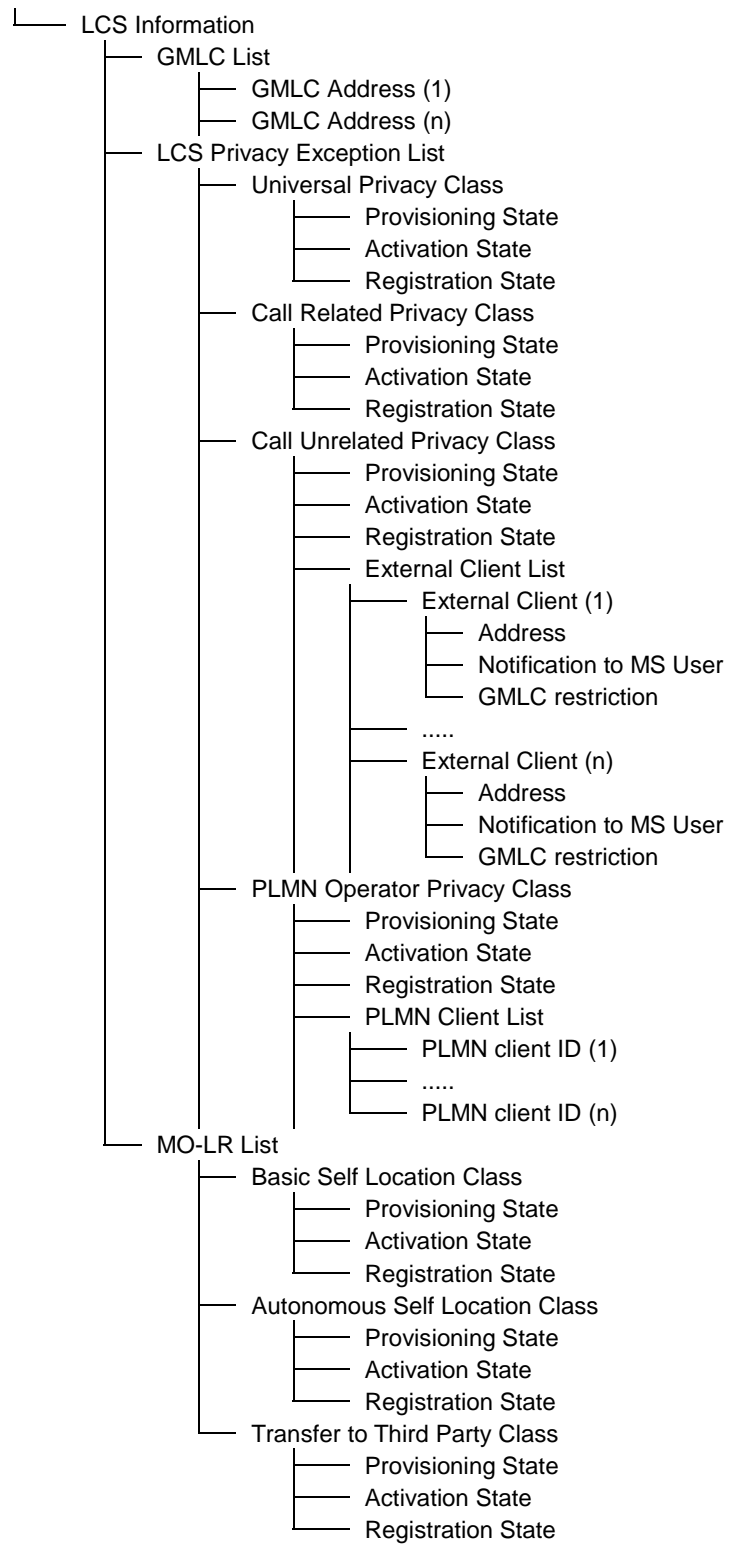 LCS Information
GMLC List
GMLC Address (1)
GMLC Address (n)
LCS Privacy Exception List
Universal Privacy Class
Provisioning State
Activation State
Registration State
Call Related Privacy Class
Provisioning State
Activation State
Registration State
Call Unrelated Privacy Class
Provisioning State
Activation State
Registration State
External Client List
External Client (1)
Address
Notification to MS User
GMLC restriction
.....
External Client (n)
Address
Notification to MS User
GMLC restriction
PLMN Operator Privacy Class
Provisioning State
Activation State
Registration State
PLMN Client List
PLMN client ID (1)
.....
PLMN client ID (n)
MO-LR List
Basic Self Location Class
Provisioning State
Activation State
Registration State
Autonomous Self Location Class
Provisioning State
Activation State
Registration State
Transfer to Third Party Class
Provisioning State
Activation State
Registration State